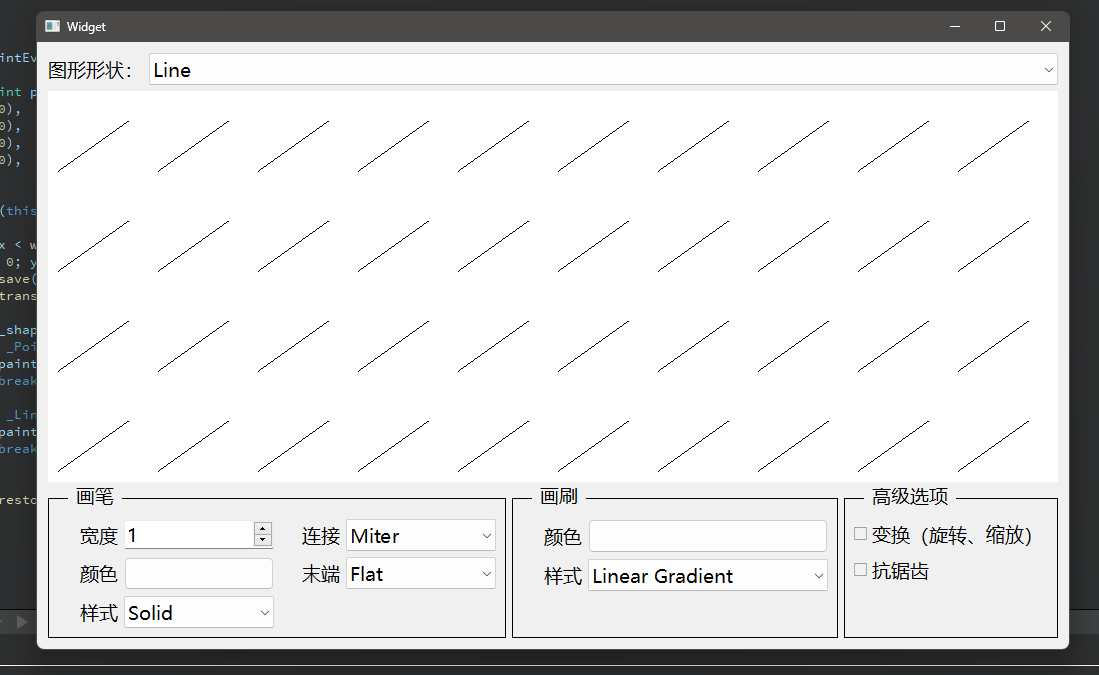 Widget
图形形状： Line
画笔
宽度 1 连接 Miter
颜色 末端 Flat
样式 Solid
画刷
颜色
样式 Linear Gradient
高级选项
变换（旋转、缩放）
抗锯齿
intEv
int p
0),
0),
0),
0),
(this
x < w
0; y
save(
trans
_shap
_Poi
paint
break
_Lin
paint
break
resto